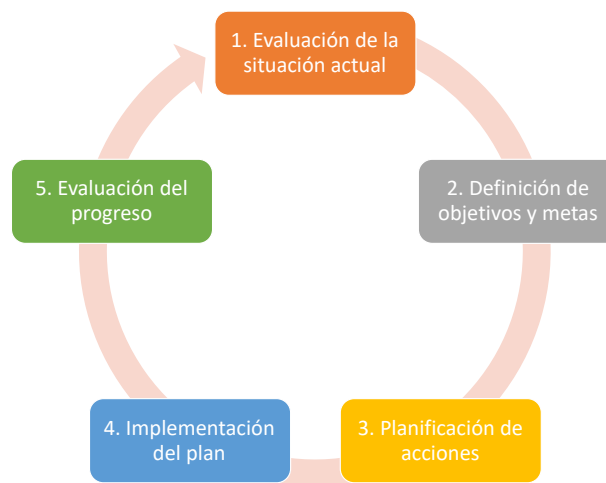 1. Evaluación de la
situación actual
2. Definición de
objetivos y metas
3. Planificación de
acciones
4. Implementación
del plan
5. Evaluación del
progreso